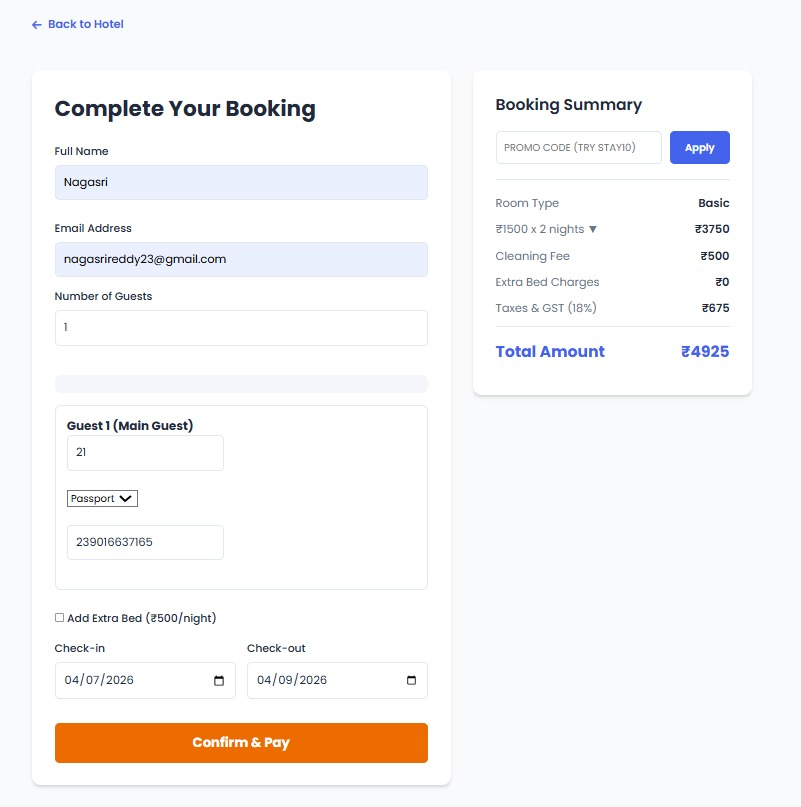 ← Back to Hotel
Complete Your Booking
Full Name
Nagasri
Email Address
nagasrireddy23@gmail.com
Number of Guests
1
Guest 1 (Main Guest)
21
Passport
239016637165
Add Extra Bed (₹500/night)
Check-in Check-out
04/07/2026 04/09/2026
Confirm & Pay
Booking Summary
PROMO CODE (TRY STAY10) Apply
Room Type Basic
₹1500 x 2 nights ▼ ₹3750
Cleaning Fee ₹500
Extra Bed Charges ₹0
Taxes & GST (18%) ₹675
Total Amount ₹4925